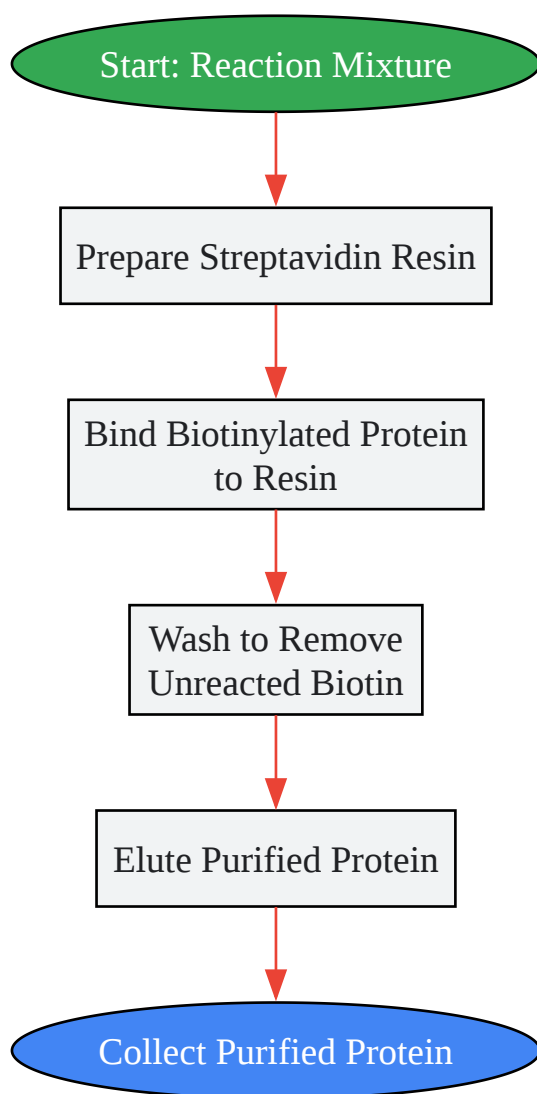 Start: Reaction Mixture
Prepare Streptavidin Resin
Bind Biotinylated Protein
to Resin
Wash to Remove
Unreacted Biotin
Elute Purified Protein
Collect Purified Protein